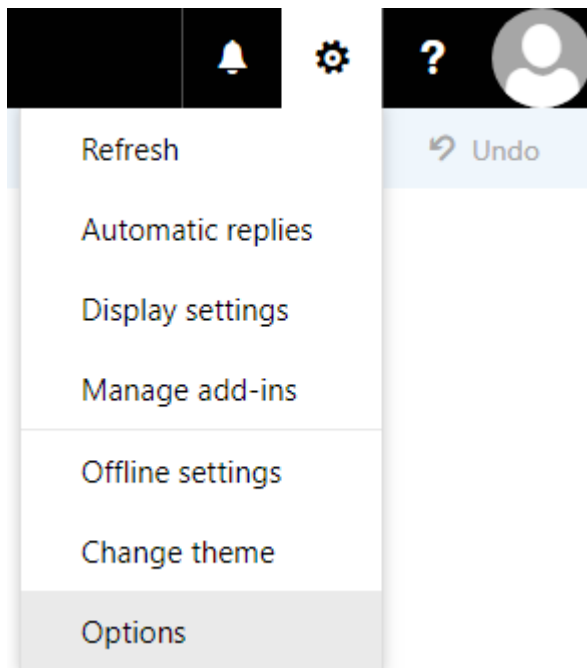 ?
Refresh
Undo
Automatic replies
Display settings
Manage add-ins
Offline settings
Change theme
Options